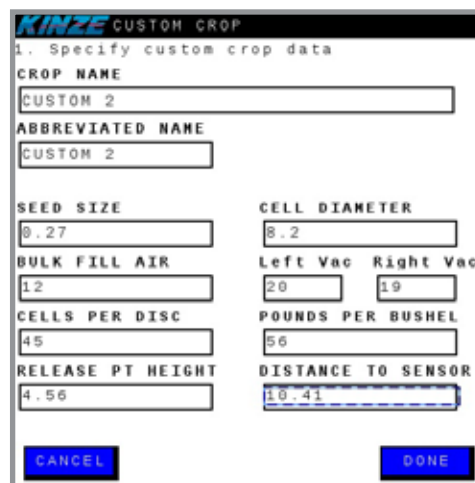 KINZE CUSTOM CROP
1. Specify custom crop data
CROP NAME
CUSTOM 2
ABBREVIATED NAME
CUSTOM 2
SEED SIZE CELL DIAMETER
0.27 8.2
BULK FILL AIR Left Vac Right Vac
12 20 19
CELLS PER DISC POUNDS PER BUSHEL
45 56
RELEASE PT HEIGHT DISTANCE TO SENSOR
4.56 10.41
CANCEL DONE